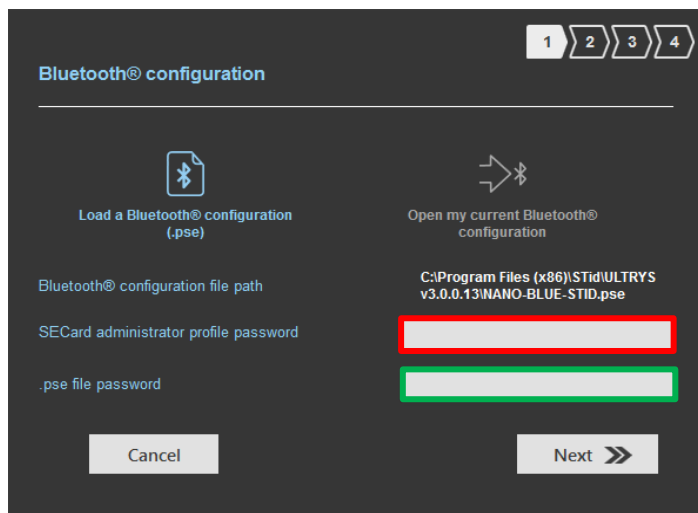 1 2 3 4
Bluetooth® configuration
Load a Bluetooth® configuration
(.pse)
Open my current Bluetooth®
configuration
Bluetooth® configuration file path
C:\Program Files (x86)\STid\ULTRYS
v3.0.0.13\NANO-BLUE-STID.pse
SECard administrator profile password
.pse file password
Cancel
Next